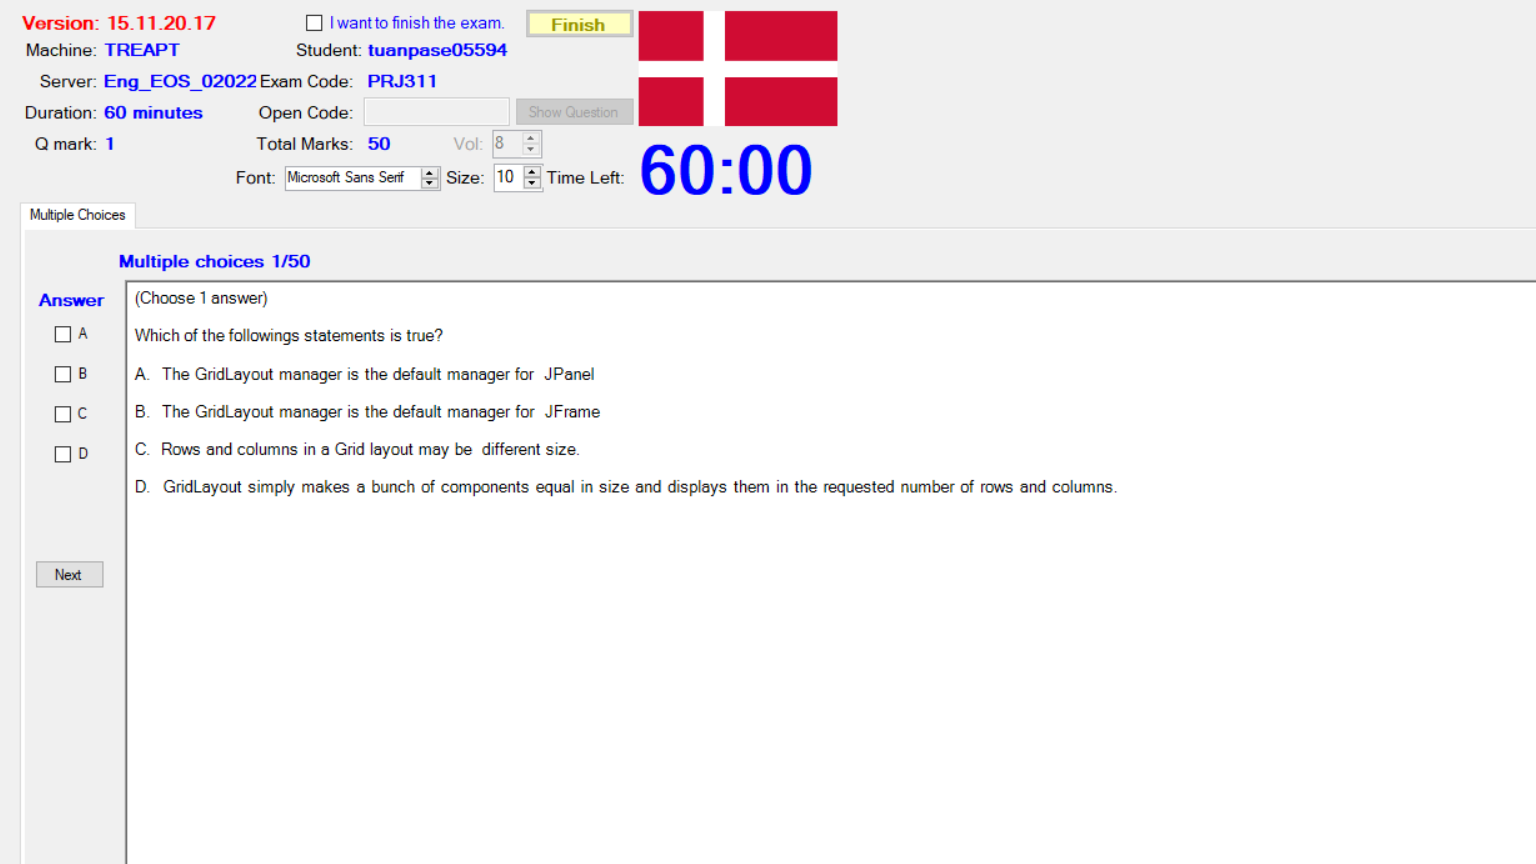 Version: 15.11.20.17
I want to finish the exam.
Finish
Machine: TREAPT
Student: tuanpase05594
Server: Eng_EOS_02022
Exam Code: PRJ311
Duration: 60 minutes
Open Code:
Show Question
Q mark: 1
Total Marks: 50
Vol: 8
Font: Microsoft Sans Serif
Size: 10
Time Left: 60:00
Multiple Choices
Multiple choices 1/50
Answer
A
B
C
D
Next
(Choose 1 answer)
Which of the followings statements is true?
A. The GridLayout manager is the default manager for JPanel
B. The GridLayout manager is the default manager for JFrame
C. Rows and columns in a Grid layout may be different size.
D. GridLayout simply makes a bunch of components equal in size and displays them in the requested number of rows and columns.